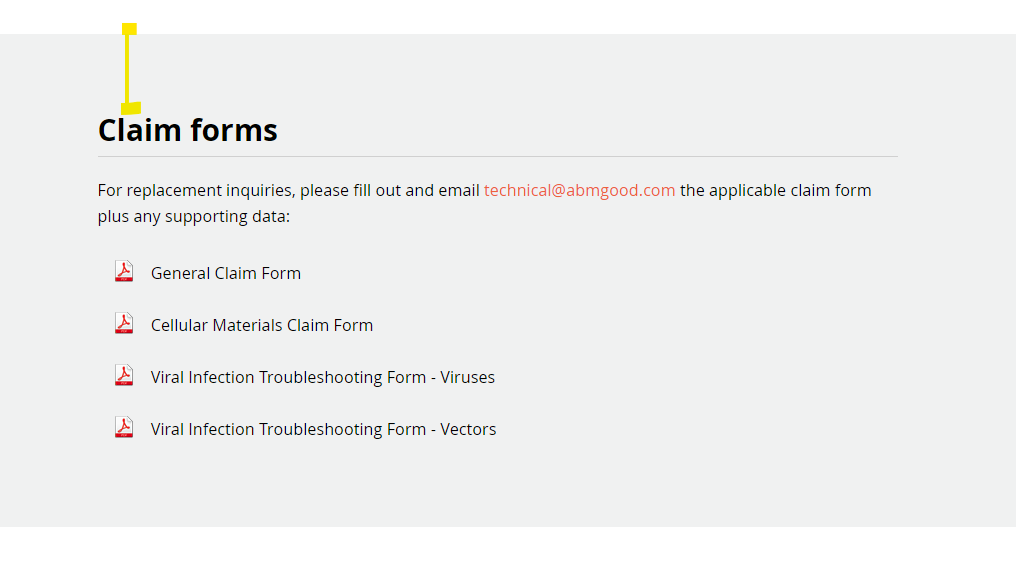 Claim forms
For replacement inquiries, please fill out and email technical@abmgood.com the applicable claim form
plus any supporting data:
General Claim Form
Cellular Materials Claim Form
Viral Infection Troubleshooting Form - Viruses
Viral Infection Troubleshooting Form - Vectors